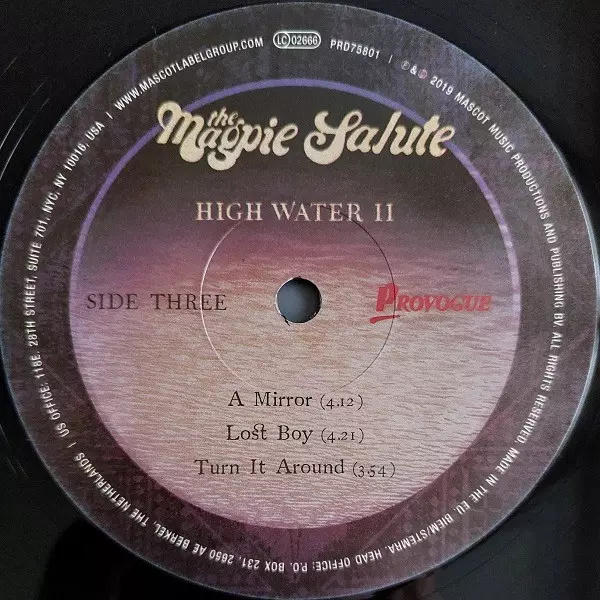 the
Magpie Salute
HIGH WATER II
SIDE THREE
PROVOGUE
A Mirror (4.12)
Lost Boy (4.21)
Turn It Around (3.54)
WWW.MASCOTLABELGROUP.COM LC 02666 PRD75801 | ℗ & © 2019 MASCOT MUSIC PRODUCTIONS AND PUBLISHING BV. ALL RIGHTS RESERVED. MADE IN THE EU. BIEM/STEMRA. HEAD OFFICE: P.O. BOX 231, 2650 AE BERKEL, THE NETHERLANDS | US OFFICE: 118E. 28TH STREET, SUITE 701, NYC, NY 10016, USA |